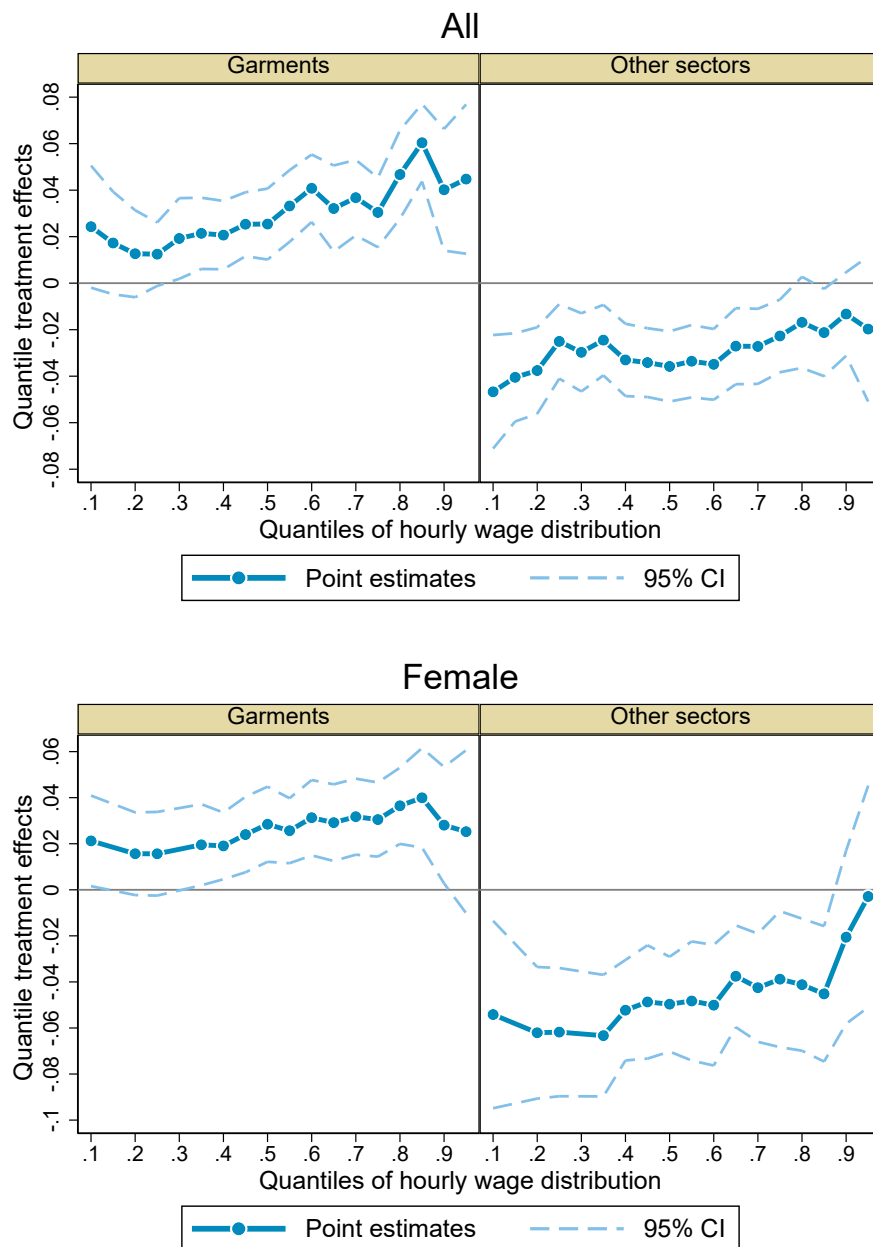 All
Garments Other sectors
Quantile treatment effects
.08
.06
.04
.02
0
-.02
-.04
-.06
-.08
.1 .2 .3 .4 .5 .6 .7 .8 .9 .1 .2 .3 .4 .5 .6 .7 .8 .9
Quantiles of hourly wage distribution
Point estimates 95% CI
Female
Garments Other sectors
Quantile treatment effects
.06
.04
.02
0
-.02
-.04
-.06
-.08
-.1
.1 .2 .3 .4 .5 .6 .7 .8 .9 .1 .2 .3 .4 .5 .6 .7 .8 .9
Quantiles of hourly wage distribution
Point estimates 95% CI